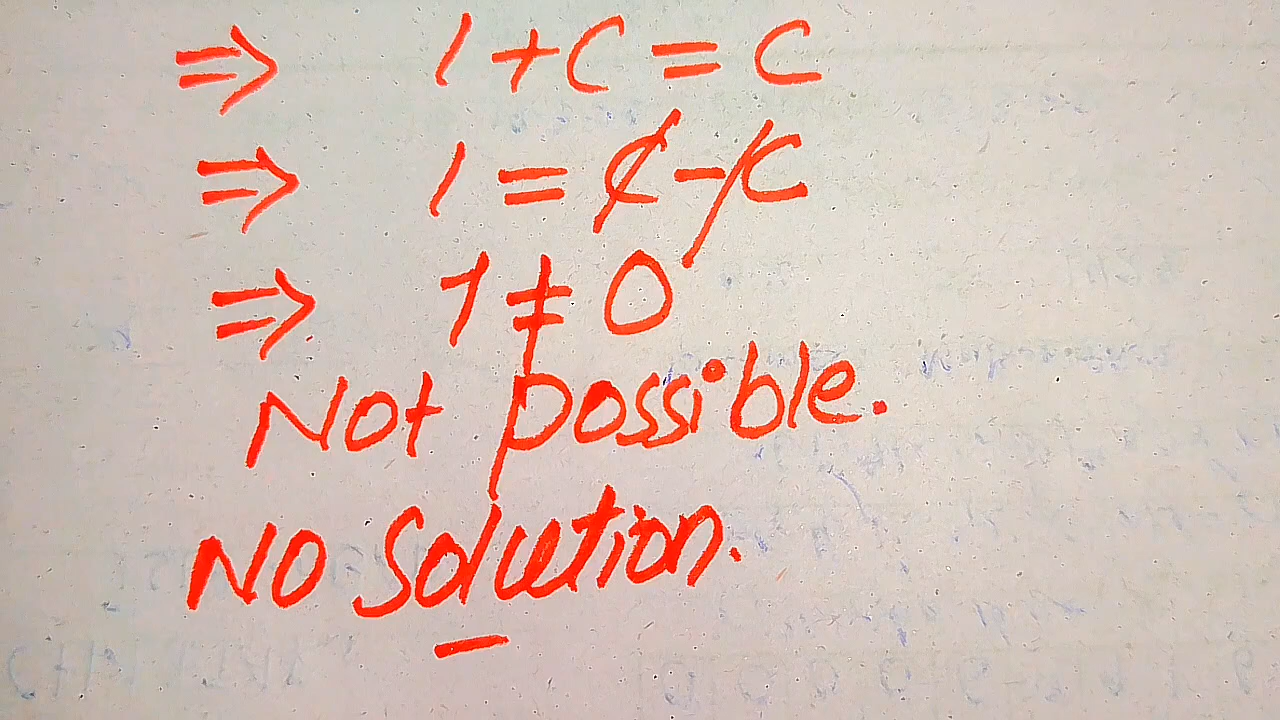 ⇒ 1 + C = C
⇒ 1 = C - C
⇒ 1 ≠ 0
Not possible.
NO Solution.